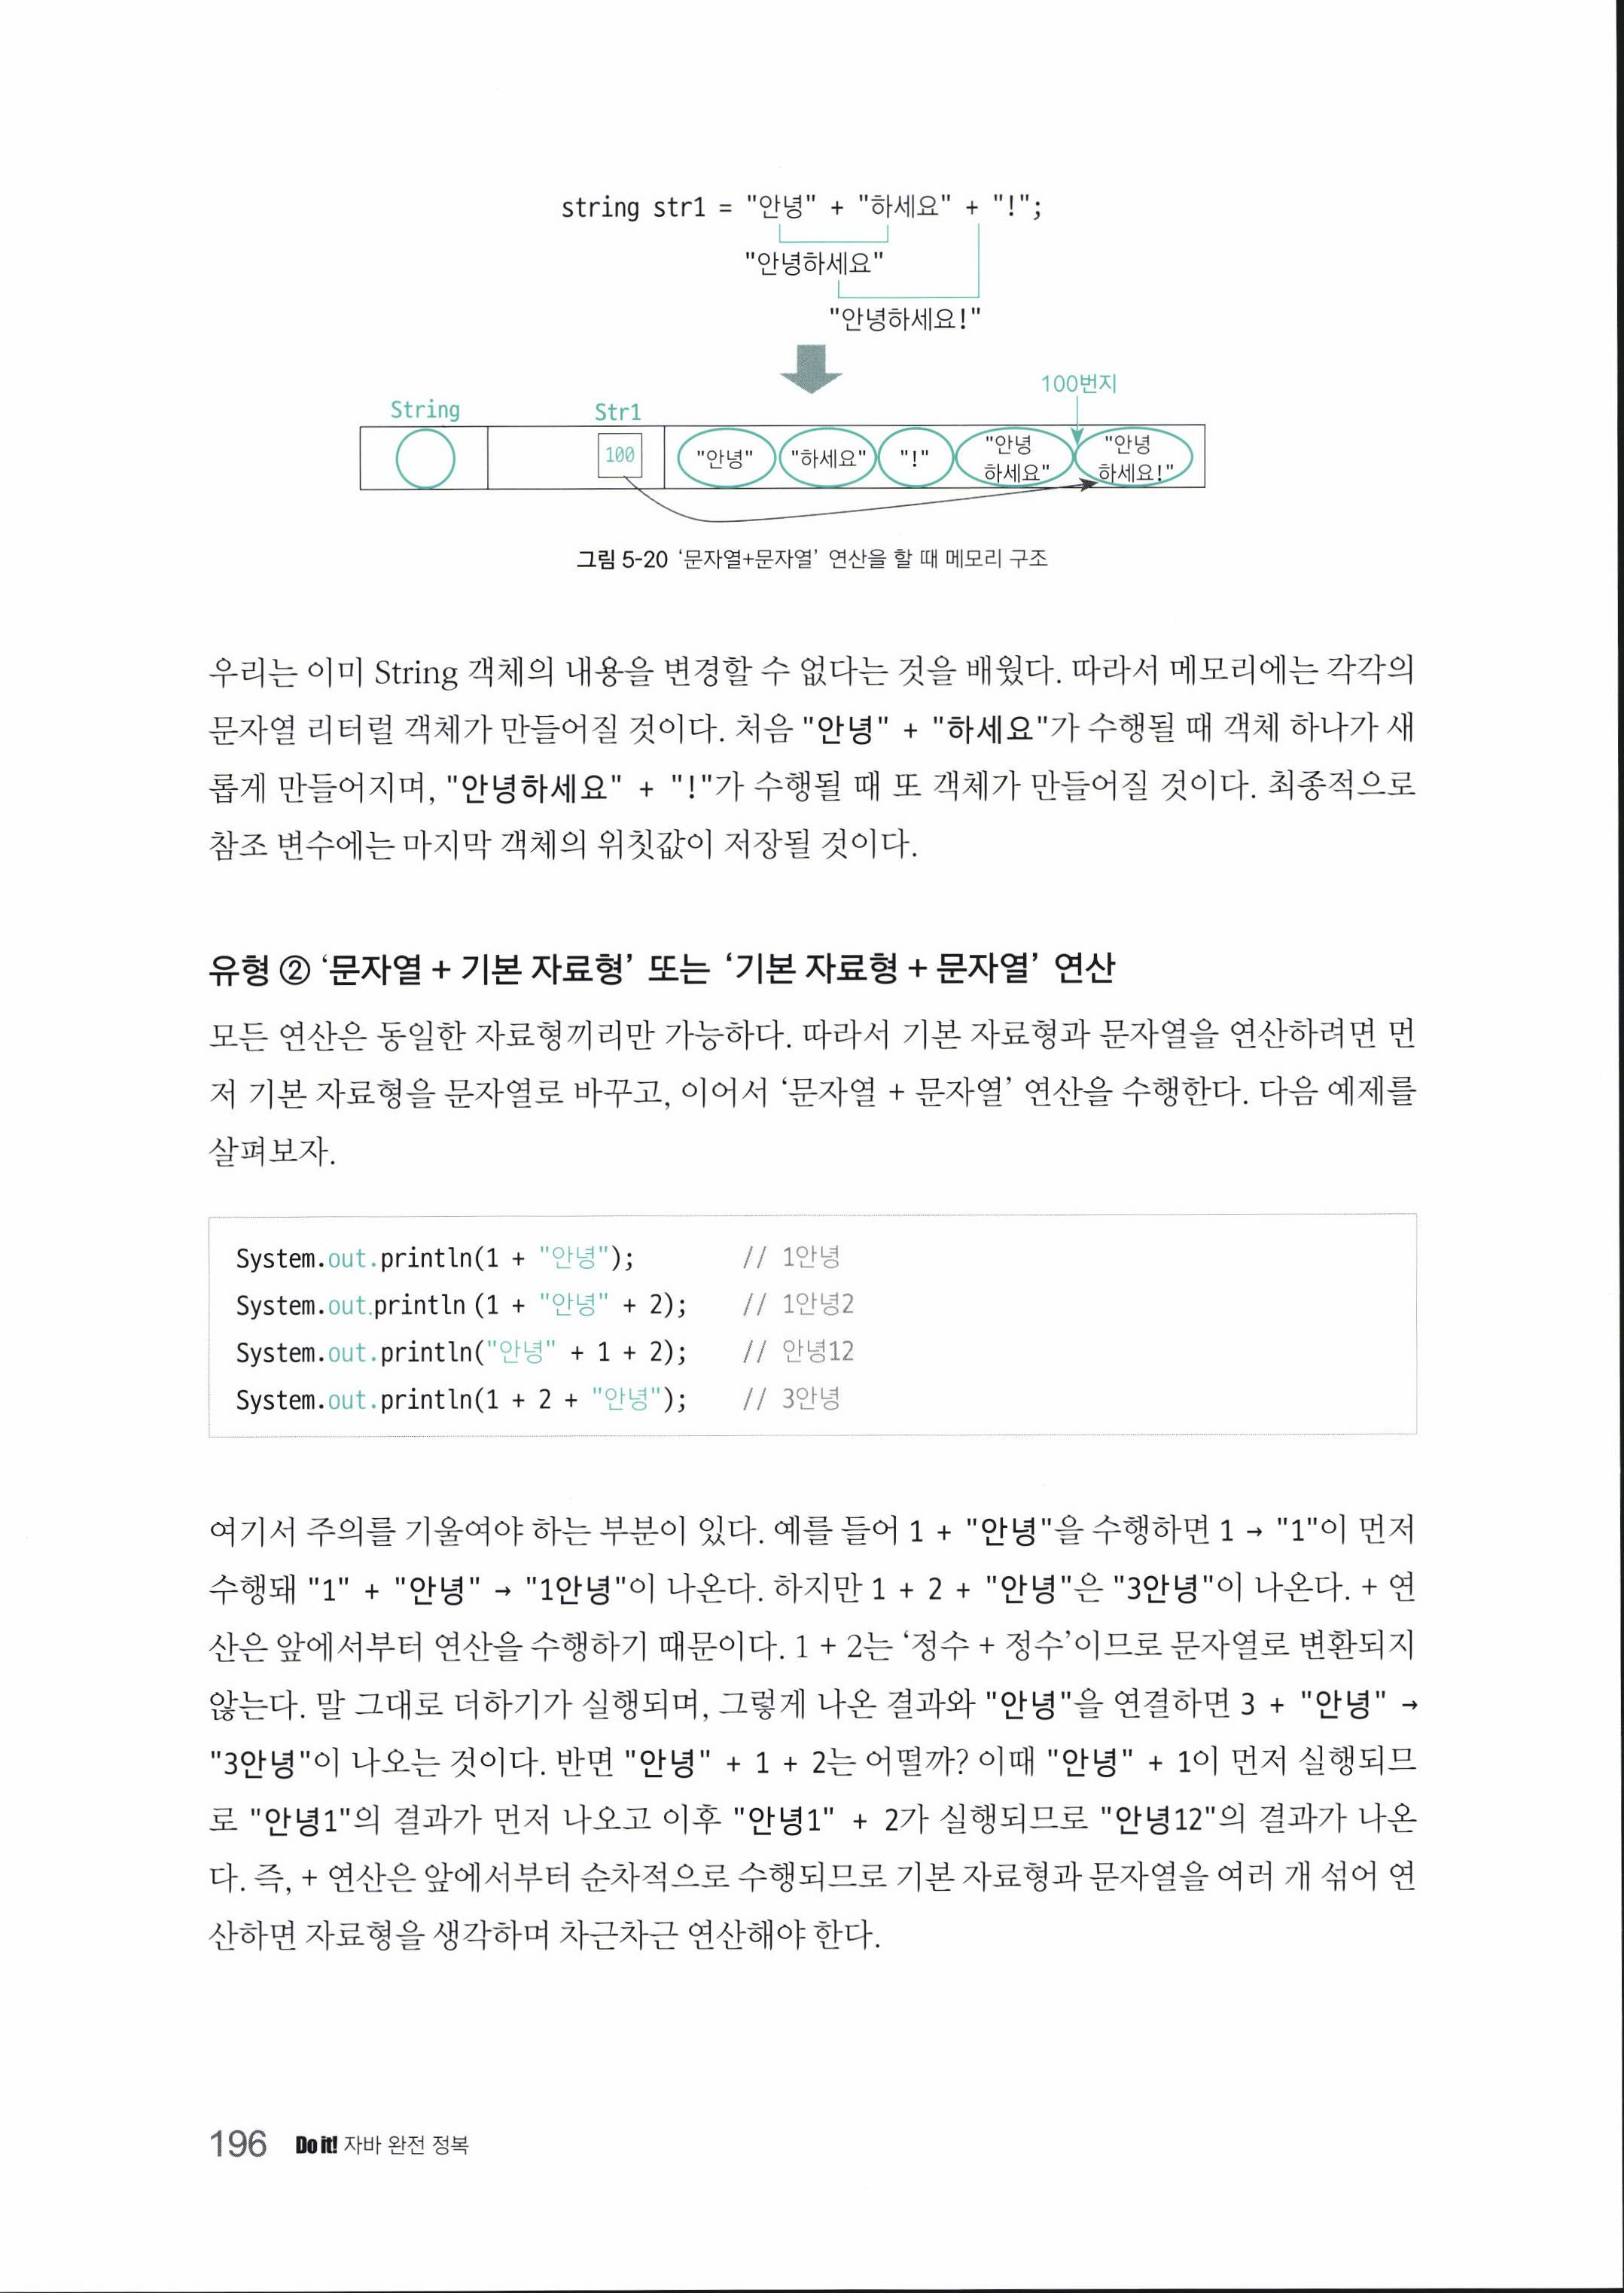 string str1 = "안녕" + "하세요" + "!";
"안녕하세요"
"안녕하세요!"
100번지
String
Str1
100
"안녕"
"하세요"
"!"
"안녕
하세요"
"안녕
하세요!"
그림 5-20 ‘문자열+문자열’ 연산을 할 때 메모리 구조
우리는 이미 String 객체의 내용을 변경할 수 없다는 것을 배웠다. 따라서 메모리에는 각각의
문자열 리터럴 객체가 만들어질 것이다. 처음 "안녕" + "하세요"가 수행될 때 객체 하나가 새
롭게 만들어지며, "안녕하세요" + "!"가 수행될 때 또 객체가 만들어질 것이다. 최종적으로
참조 변수에는 마지막 객체의 위칫값이 저장될 것이다.
유형 ② ‘문자열 + 기본 자료형’ 또는 ‘기본 자료형 + 문자열’ 연산
모든 연산은 동일한 자료형끼리만 가능하다. 따라서 기본 자료형과 문자열을 연산하려면 먼
저 기본 자료형을 문자열로 바꾸고, 이어서 ‘문자열 + 문자열’ 연산을 수행한다. 다음 예제를
살펴보자.
System.out.println(1 + "안녕"); // 1안녕
System.out.println (1 + "안녕" + 2); // 1안녕2
System.out.println("안녕" + 1 + 2); // 안녕12
System.out.println(1 + 2 + "안녕"); // 3안녕
여기서 주의를 기울여야 하는 부분이 있다. 예를 들어 1 + "안녕"을 수행하면 1 → "1"이 먼저
수행돼 "1" + "안녕" → "1안녕"이 나온다. 하지만 1 + 2 + "안녕"은 "3안녕"이 나온다. + 연
산은 앞에서부터 연산을 수행하기 때문이다. 1 + 2는 ‘정수 + 정수’이므로 문자열로 변환되지
않는다. 말 그대로 더하기가 실행되며, 그렇게 나온 결과와 "안녕"을 연결하면 3 + "안녕" →
"3안녕"이 나오는 것이다. 반면 "안녕" + 1 + 2는 어떨까? 이때 "안녕" + 1이 먼저 실행되므
로 "안녕1"의 결과가 먼저 나오고 이후 "안녕1" + 2가 실행되므로 "안녕12"의 결과가 나온
다. 즉, + 연산은 앞에서부터 순차적으로 수행되므로 기본 자료형과 문자열을 여러 개 섞어 연
산하면 자료형을 생각하며 차근차근 연산해야 한다.
196 Do it! 자바 완전 정복